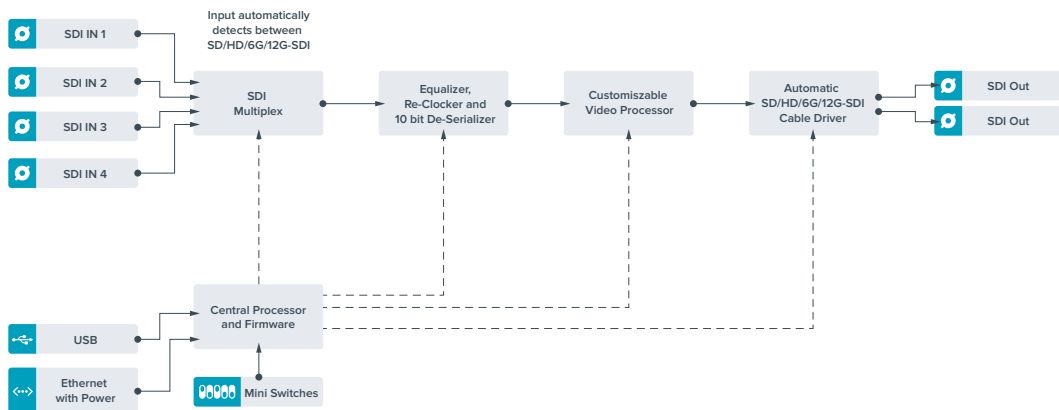 Input automatically
detects between
SD/HD/6G/12G-SDI
SDI IN 1
SDI IN 2
SDI IN 3
SDI IN 4
SDI
Multiplex
Equalizer,
Re-Clocker and
10 bit De-Serializer
Customiszable
Video Processor
Automatic
SD/HD/6G/12G-SDI
Cable Driver
SDI Out
SDI Out
Central Processor
and Firmware
USB
Ethernet
with Power
Mini Switches